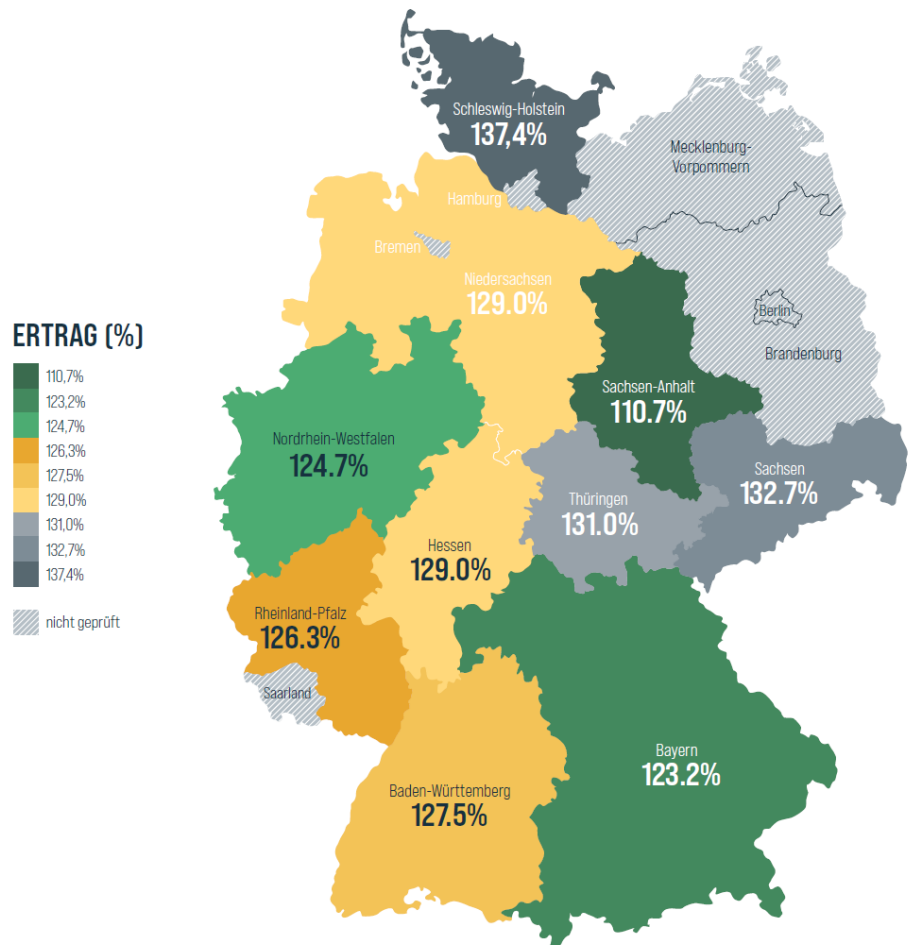 Schleswig-Holstein
137,4%
Mecklenburg-
Vorpommern
Hamburg
Bremen
Niedersachsen
129.0%
Berlin
Brandenburg
ERTRAG (%)
110,7%
123,2%
124,7%
126,3%
127,5%
129,0%
131,0%
132,7%
137,4%
nicht geprüft
Sachsen-Anhalt
110.7%
Nordrhein-Westfalen
124.7%
Sachsen
132.7%
Thüringen
131.0%
Hessen
129.0%
Rheinland-Pfalz
126.3%
Saarland
Bayern
123.2%
Baden-Württemberg
127.5%